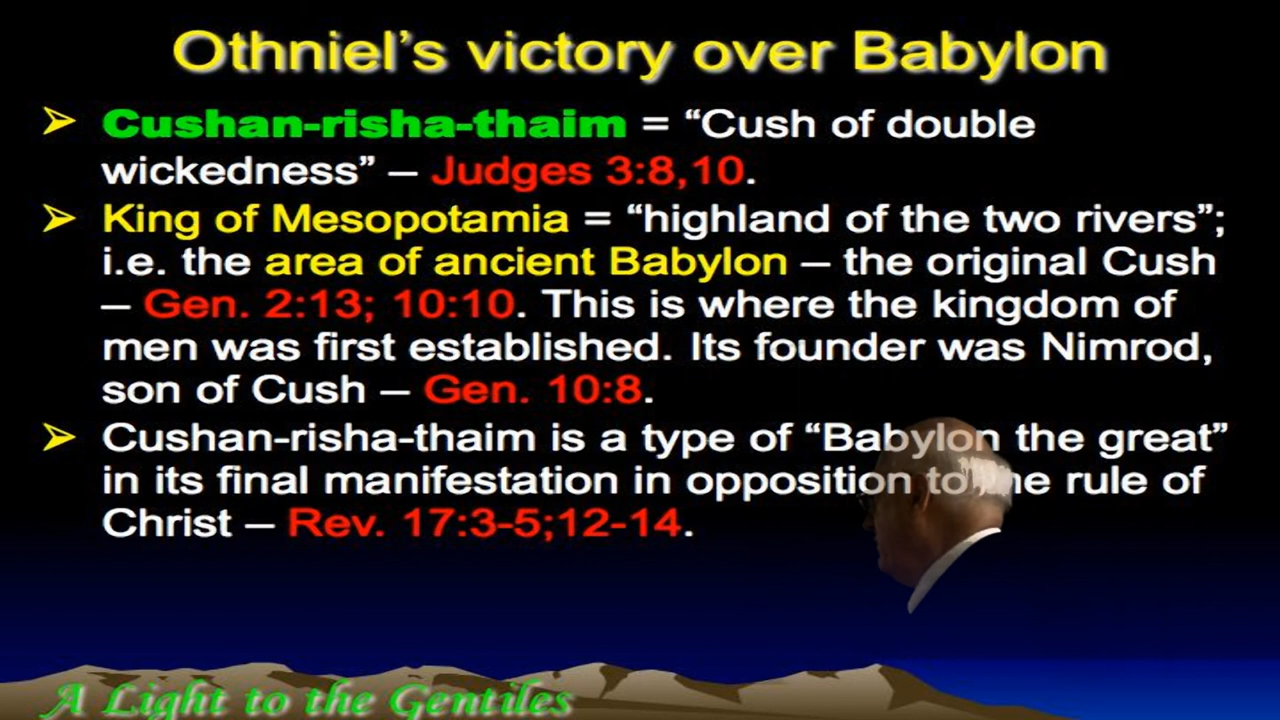 Othniel’s victory over Babylon
➢ Cushan-risha-thaim = “Cush of double
wickedness” – Judges 3:8,10.
➢ King of Mesopotamia = “highland of the two rivers”;
i.e. the area of ancient Babylon – the original Cush
– Gen. 2:13; 10:10. This is where the kingdom of
men was first established. Its founder was Nimrod,
son of Cush – Gen. 10:8.
➢ Cushan-risha-thaim is a type of “Babylon the great”
in its final manifestation in opposition to the rule of
Christ – Rev. 17:3-5;12-14.
A Light to the Gentiles